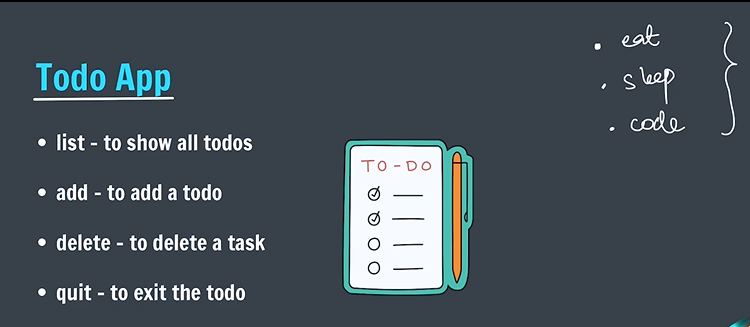 Todo App
• list - to show all todos
• add - to add a todo
• delete - to delete a task
• quit - to exit the todo
TO-DO
• eat
• sleep
• code